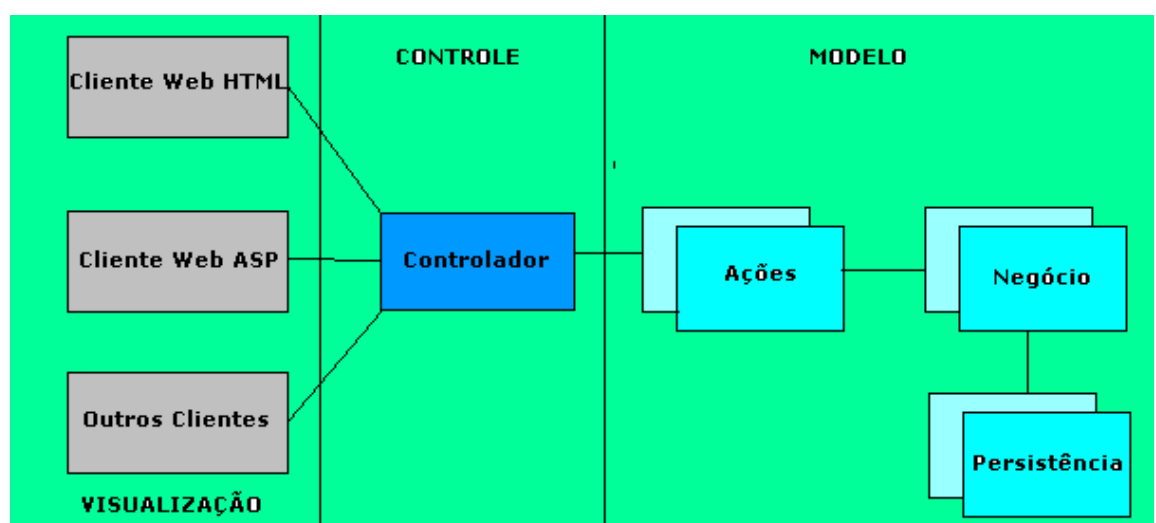 Cliente Web HTML
Cliente Web ASP
Outros Clientes
VISUALIZAÇÃO
CONTROLE
Controlador
MODELO
Ações
Negócio
Persistência